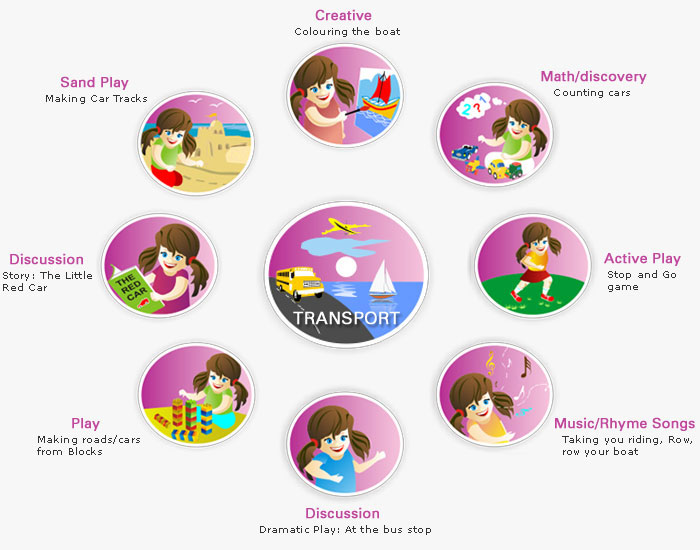 Creative
Colouring the boat
Sand Play
Making Car Tracks
Math/discovery
Counting cars
2 ?
Discussion
Story: The Little
Red Car
THE
RED
CAR
TRANSPORT
Active Play
Stop and Go
game
Play
Making roads/cars
from Blocks
Music/Rhyme Songs
Taking you riding, Row,
row your boat
Discussion
Dramatic Play: At the bus stop